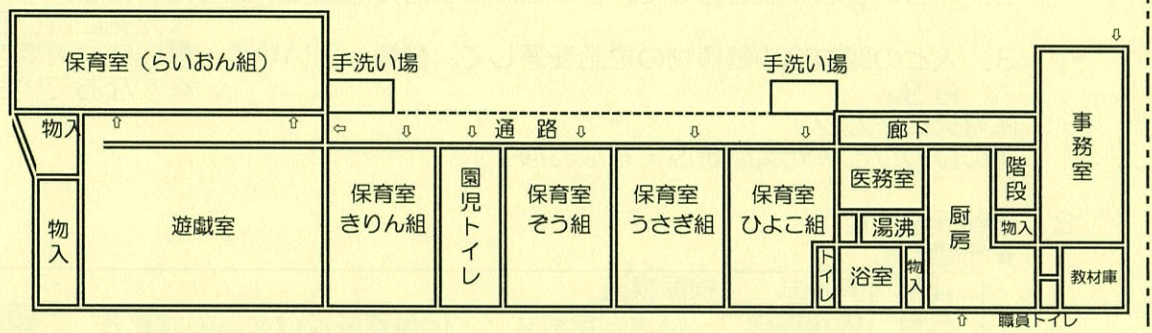 保育室（らいおん組）
手洗い場
手洗い場
物入
通路
廊下
事務室
物入
遊戯室
保育室
きりん組
園児トイレ
保育室
ぞう組
保育室
うさぎ組
保育室
ひよこ組
医務室
湯沸
トイレ
浴室
物入
厨房
階段
物入
教材庫
職員トイレ